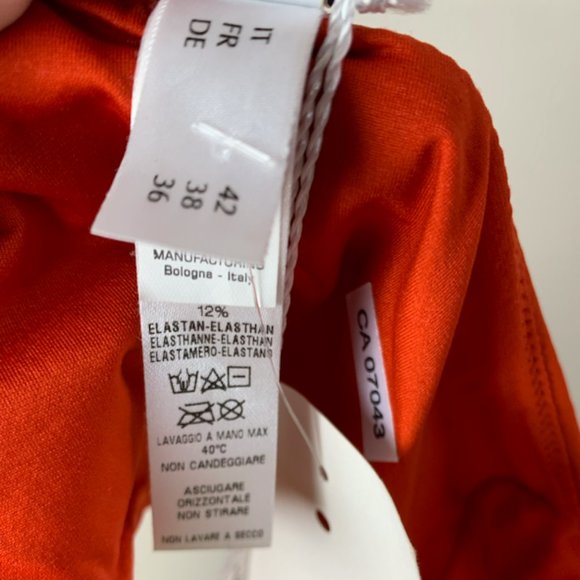 IT 42
FR 38
DE 36
MANUFACTURING
Bologna - Italy
12%
ELASTAN-ELASTHAN
ELASTHANNE-ELASTHAN
ELASTAMERO-ELASTANS
LAVAGGIO A MANO MAX
40°C
NON CANDEGGIARE
ASCIUGARE
ORIZZONTALE
NON STIRARE
NON LAVARE A SECCO
CA 07043